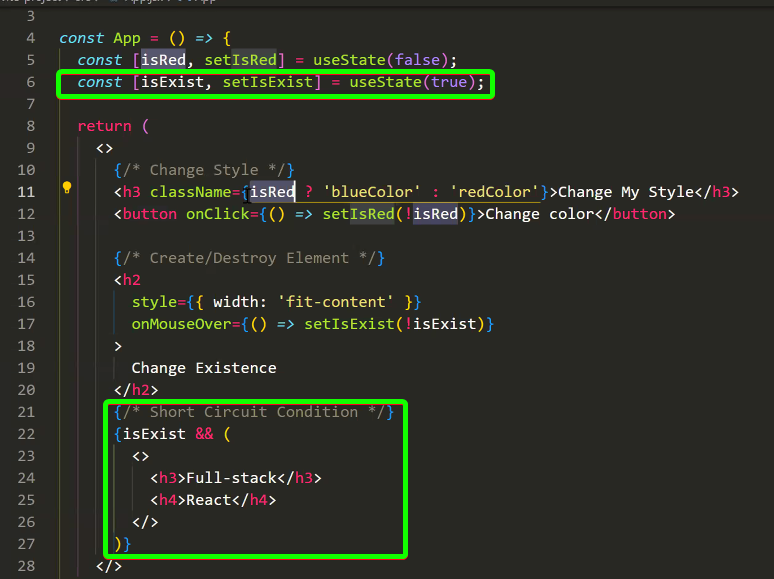 3
4 const App = () => {
5 const [isRed, setIsRed] = useState(false);
6 const [isExist, setIsExist] = useState(true);
7
8 return (
9 <>
10 {/* Change Style */}
11 <h3 className={isRed ? 'blueColor' : 'redColor'}>Change My Style</h3>
12 <button onClick={() => setIsRed(!isRed)}>Change color</button>
13
14 {/* Create/Destroy Element */}
15 <h2
16 style={{ width: 'fit-content' }}
17 onMouseOver={() => setIsExist(!isExist)}
18 >
19 Change Existence
20 </h2>
21 {/* Short Circuit Condition */}
22 {isExist && (
23 <>
24 <h3>Full-stack</h3>
25 <h4>React</h4>
26 </>
27 )}
28 </>